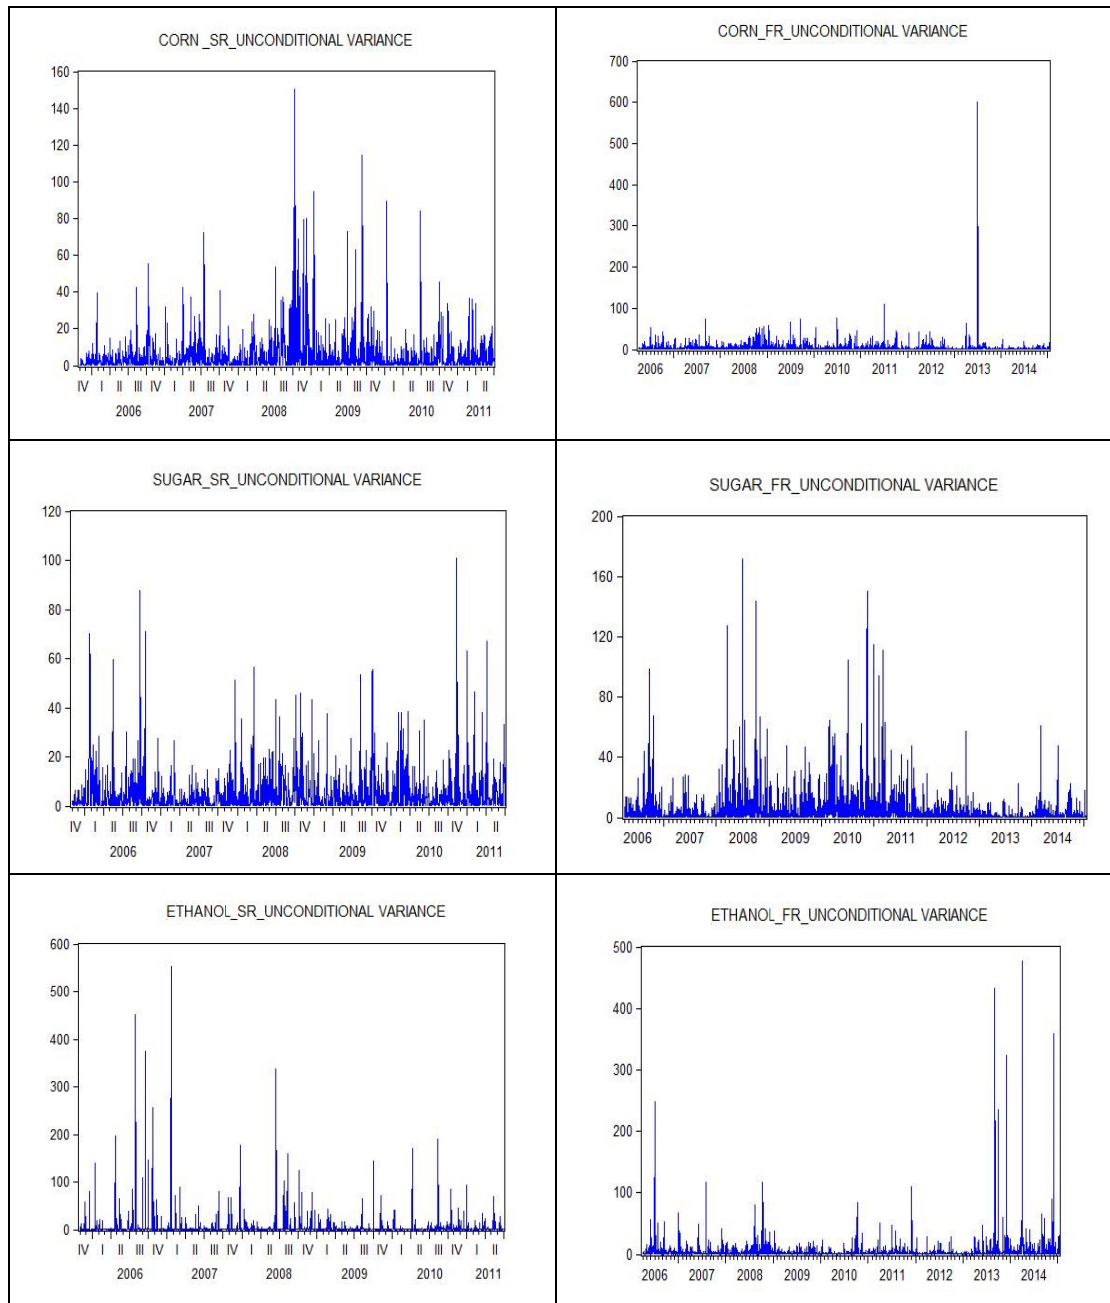 CORN _SR_UNCONDITIONAL VARIANCE
160
140
120
100
80
60
40
20
0
IV I II III IV I II III IV I II III IV I II III IV I II III IV I II
2006 2007 2008 2009 2010 2011
CORN_FR_UNCONDITIONAL VARIANCE
700
600
500
400
300
200
100
0
2006 2007 2008 2009 2010 2011 2012 2013 2014
SUGAR_SR_UNCONDITIONAL VARIANCE
120
100
80
60
40
20
0
IV I II III IV I II III IV I II III IV I II III IV I II III IV I II
2006 2007 2008 2009 2010 2011
SUGAR_FR_UNCONDITIONAL VARIANCE
200
160
120
80
40
0
2006 2007 2008 2009 2010 2011 2012 2013 2014
ETHANOL_SR_UNCONDITIONAL VARIANCE
600
500
400
300
200
100
0
IV I II III IV I II III IV I II III IV I II III IV I II III IV I II
2006 2007 2008 2009 2010 2011
ETHANOL_FR_UNCONDITIONAL VARIANCE
500
400
300
200
100
0
2006 2007 2008 2009 2010 2011 2012 2013 2014